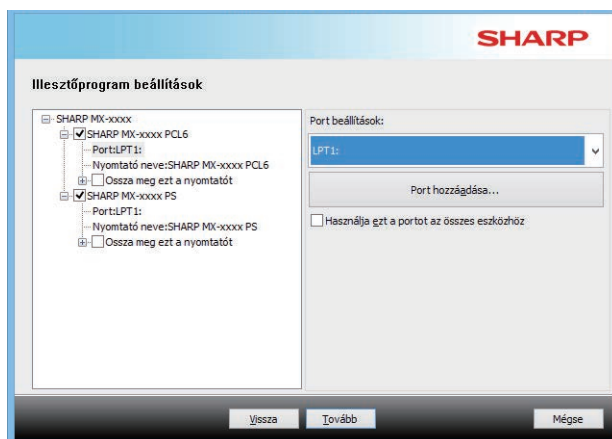 SHARP
Illesztőprogram beállítások
SHARP MX-xxxx
SHARP MX-xxxx PCL6
Port:LPT1:
Nyomtató neve:SHARP MX-xxxx PCL6
Ossza meg ezt a nyomtatót
SHARP MX-xxxx PS
Port:LPT1:
Nyomtató neve:SHARP MX-xxxx PS
Ossza meg ezt a nyomtatót
Port beállítások:
LPT1:
Port hozzáadása...
Használja ezt a portot az összes eszközhöz
Vissza
Tovább
Mégse